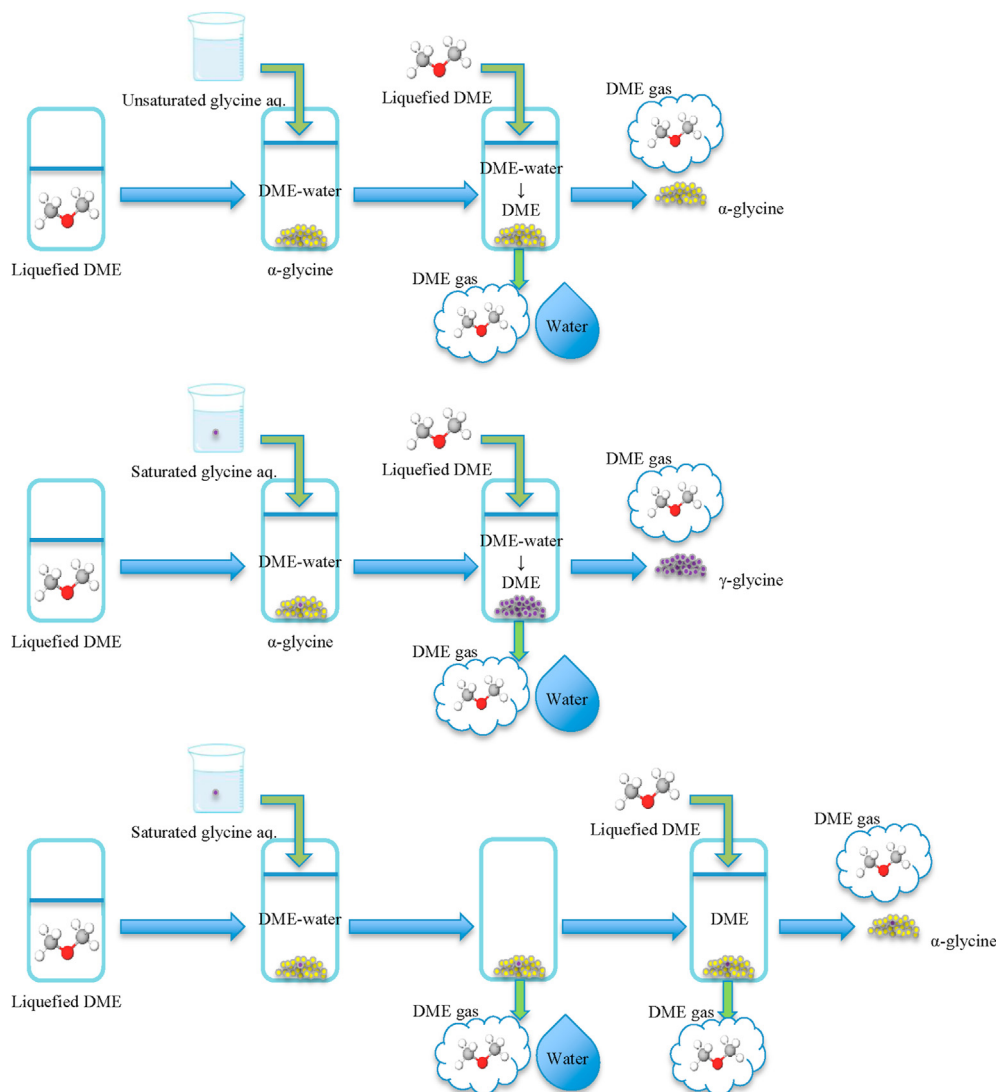 Unsaturated glycine aq.
Liquefied DME
DME gas
DME-water
DME-water
↓
DME
α-glycine
Liquefied DME
α-glycine
DME gas
Water
Saturated glycine aq.
Liquefied DME
DME gas
DME-water
DME-water
↓
DME
γ-glycine
Liquefied DME
α-glycine
DME gas
Water
Saturated glycine aq.
Liquefied DME
DME gas
DME-water
DME
α-glycine
Liquefied DME
DME gas
Water
DME gas